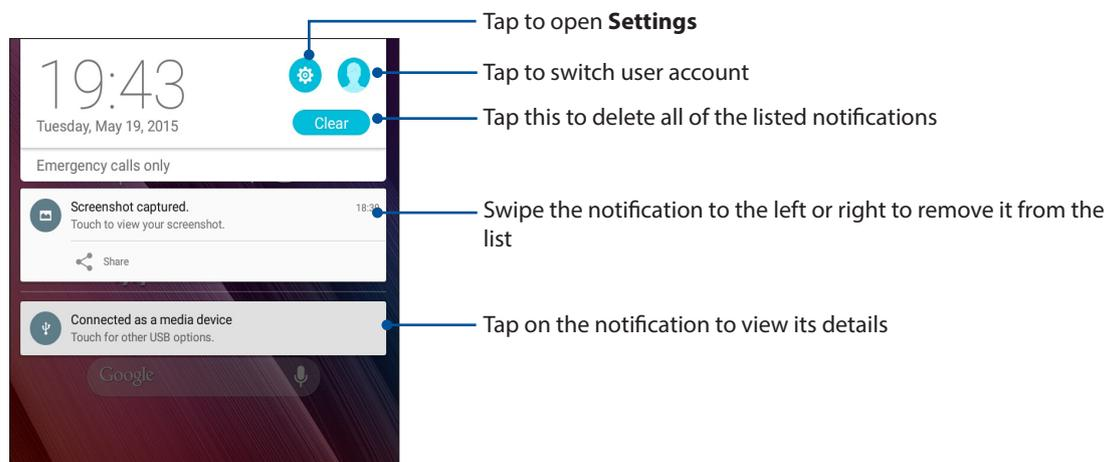 Tap to open Settings
19:43
Tap to switch user account
Tuesday, May 19, 2015
Clear
Tap this to delete all of the listed notifications
Emergency calls only
Screenshot captured.
Touch to view your screenshot.
Share
Swipe the notification to the left or right to remove it from the
list
Connected as a media device
Touch for other USB options.
Tap on the notification to view its details
Google